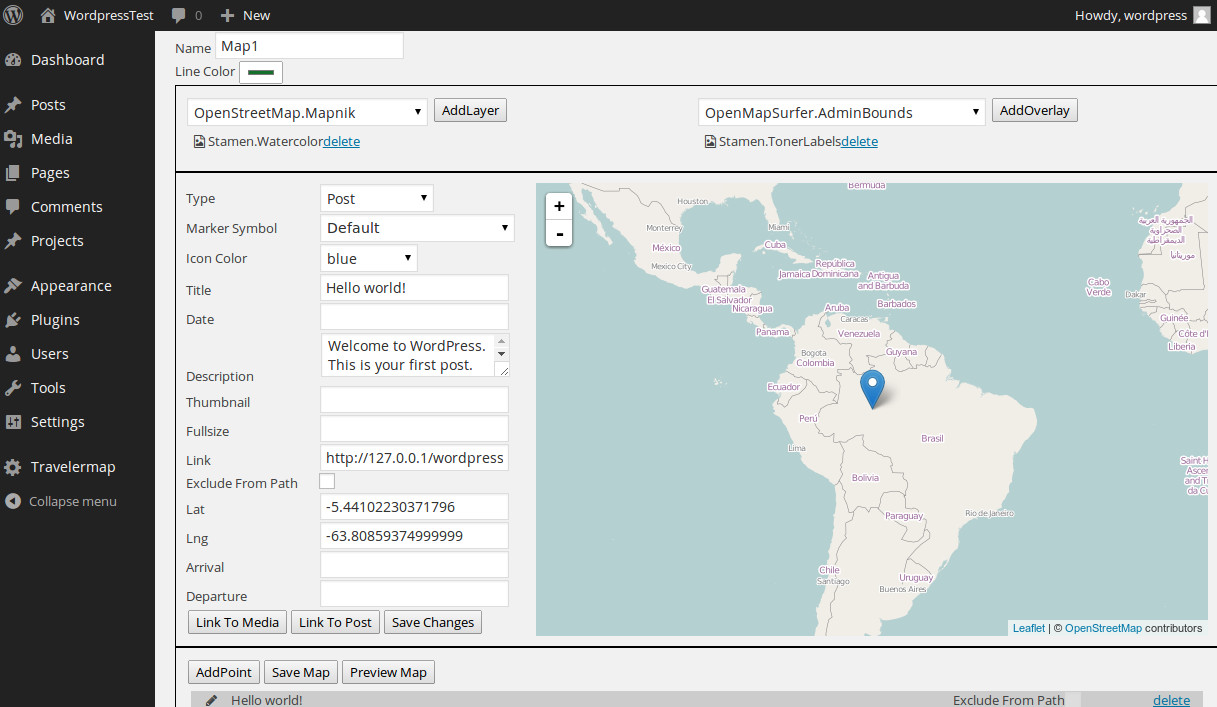 WordpressTest 0 New Howdy, wordpress
Dashboard
Posts
Media
Pages
Comments
Projects
Appearance
Plugins
Users
Tools
Settings
Travelermap
Collapse menu
Name Map1
Line Color
OpenStreetMap.Mapnik AddLayer OpenMapSurfer.AdminBounds AddOverlay
Stamen.Watercolordelete Stamen.TonerLabelsdelete
Type Post
Marker Symbol Default
Icon Color blue
Title Hello world!
Date
Welcome to WordPress.
This is your first post.
Description
Thumbnail
Fullsize
Link http://127.0.0.1/wordpress
Exclude From Path
Lat -5.44102230371796
Lng -63.80859374999999
Arrival
Departure
Link To Media Link To Post Save Changes
+
-
Bermuda
Houston
Monterrey
Miami
México
Cuba
Mexico City
República
Jamaica Dominicana
Antigua
and Barbuda
Guatemala
El Salvador
Nicaragua
Barbados
Aruba
Caracas
Panama
Venezuela
Bogota
Colombia
Guyana
Ecuador
Perú
Brasil
Lima
Bolivia
Rio de Janeiro
Paraguay
Chile
Santiago
Uruguay
Buenos Aires
الجمهورية العربية
الصحراوية
الديمقراطية
موريتانيا
Cabo
Verde
Dakar
Guinée
Côte d'I
Liberia
Saint H
Ascen
and Tr
da Cu
Leaflet | © OpenStreetMap contributors
AddPoint Save Map Preview Map
Hello world! Exclude From Path delete